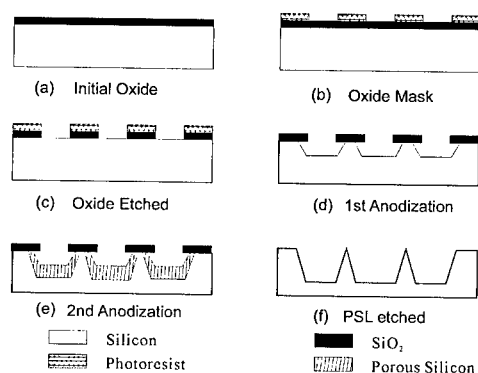 (a) Initial Oxide
(b) Oxide Mask
(c) Oxide Etched
(d) 1st Anodization
(e) 2nd Anodization
(f) PSL etched
Silicon
SiO₂
Photoresist
Porous Silicon